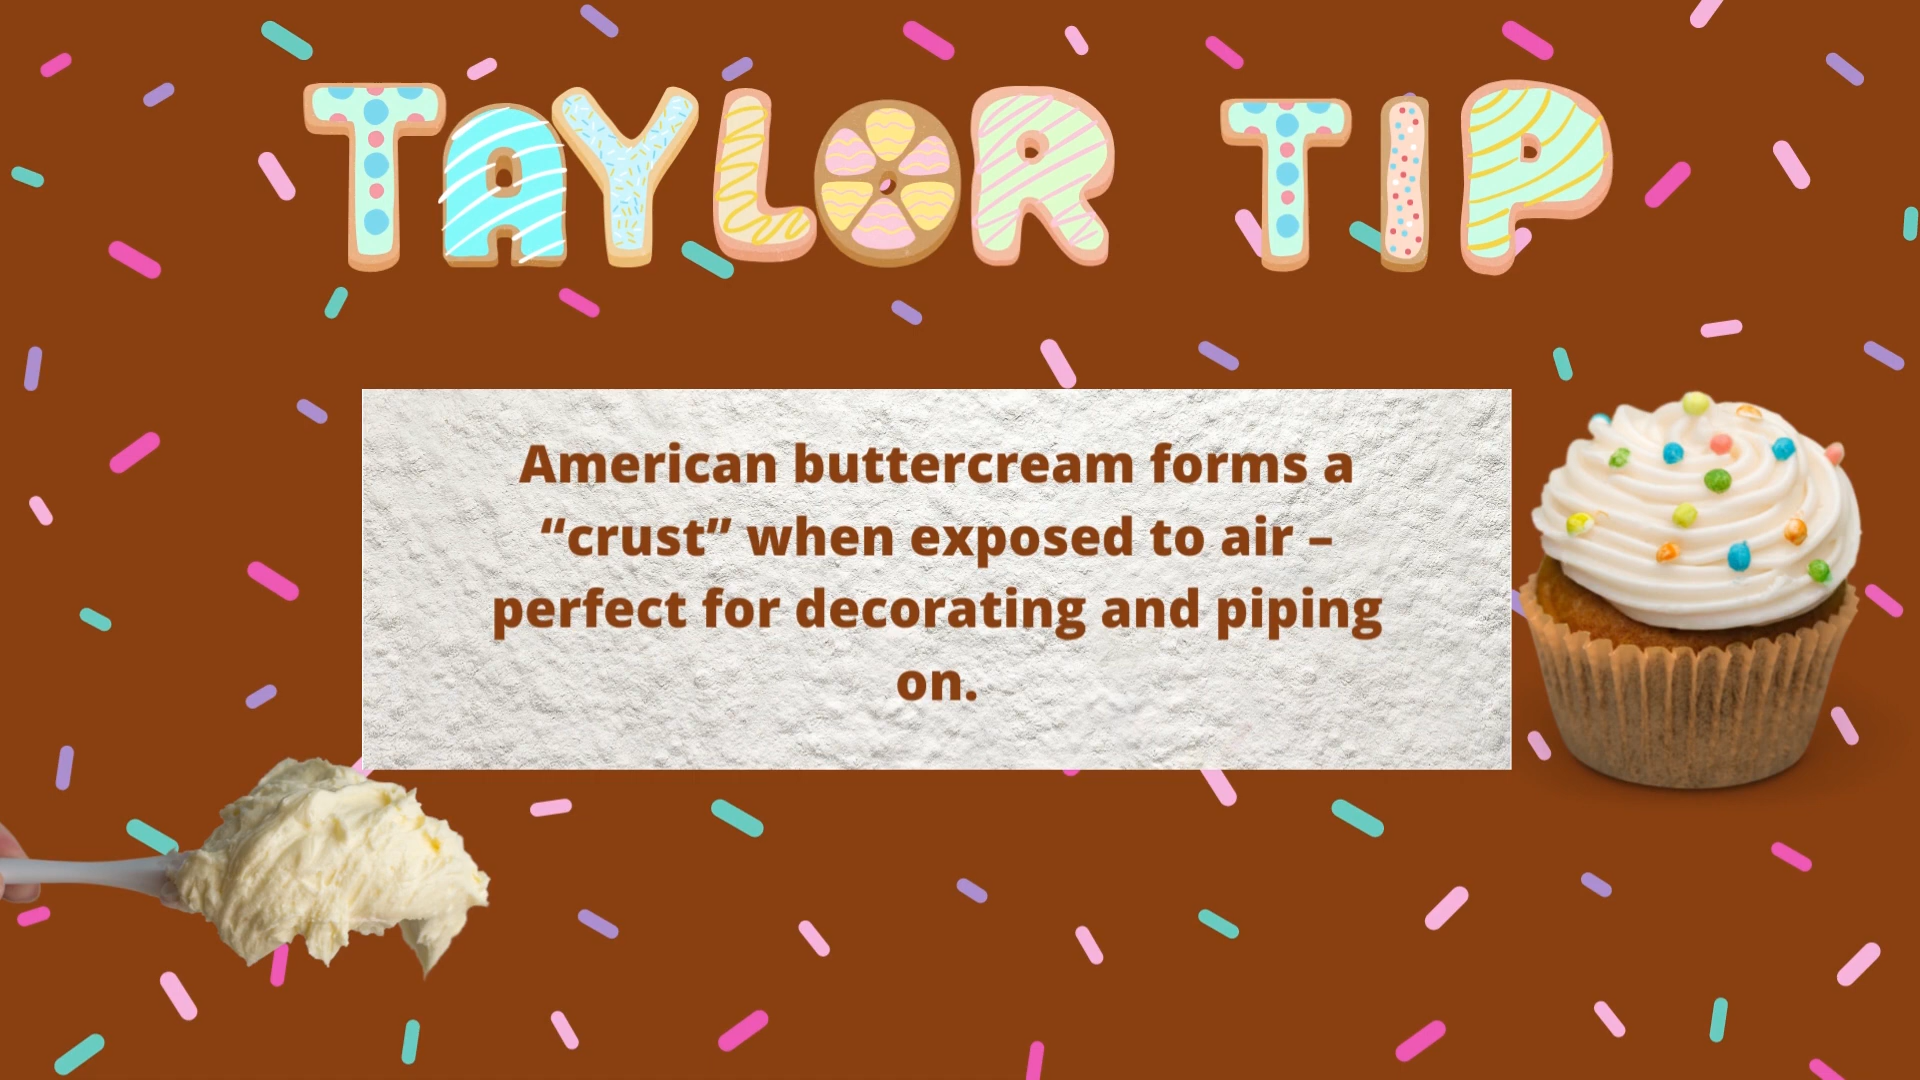 TAYLOR TIP
American buttercream forms a
“crust” when exposed to air –
perfect for decorating and piping
on.